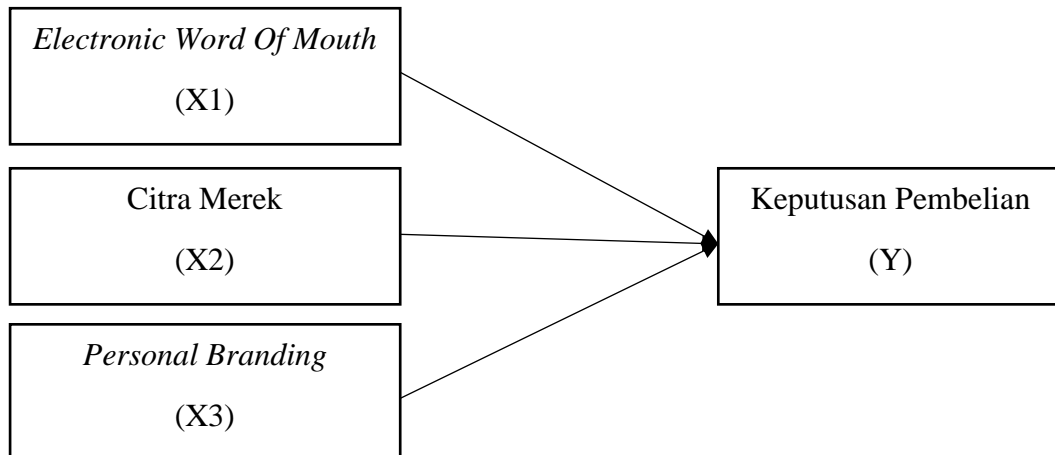 Electronic Word Of Mouth
(X1)
Citra Merek
(X2)
Personal Branding
(X3)
Keputusan Pembelian
(Y)